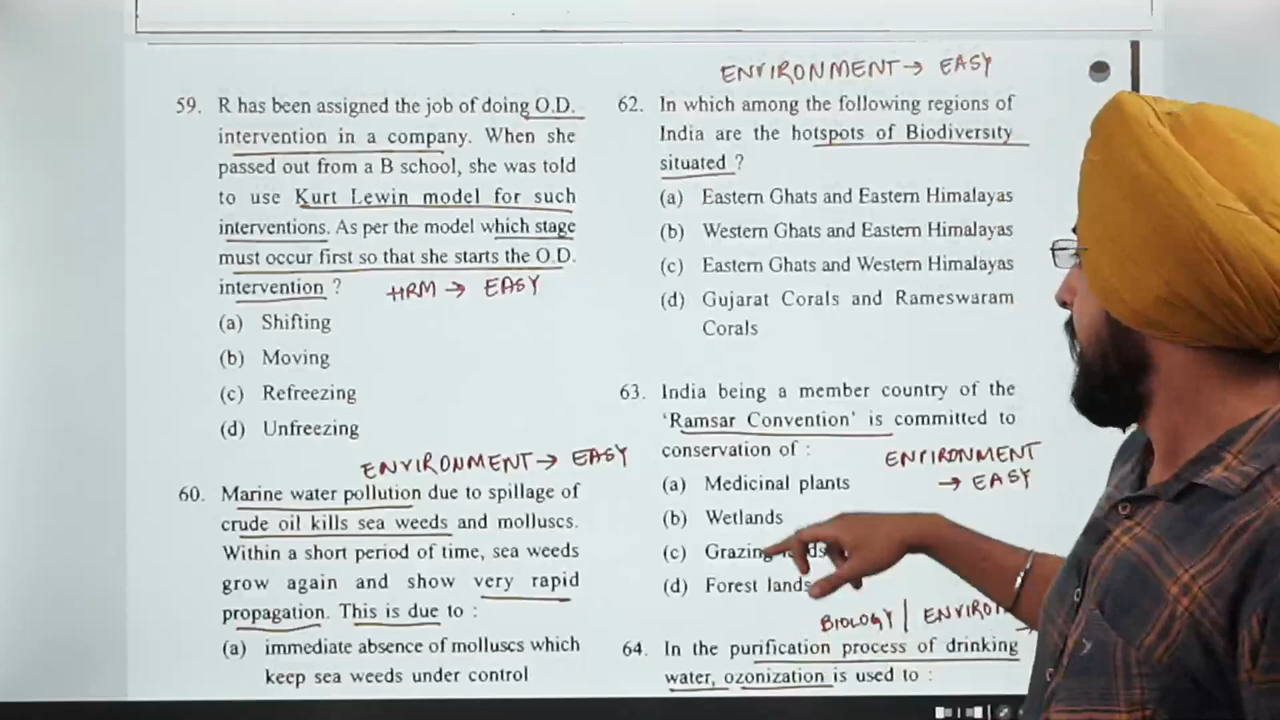 59. R has been assigned the job of doing O.D.
intervention in a company. When she
passed out from a B school, she was told
to use Kurt Lewin model for such
interventions. As per the model which stage
must occur first so that she starts the O.D.
intervention ?
HRM → EASY
(a) Shifting
(b) Moving
(c) Refreezing
(d) Unfreezing
ENVIRONMENT → EASY
60. Marine water pollution due to spillage of
crude oil kills sea weeds and molluscs.
Within a short period of time, sea weeds
grow again and show very rapid
propagation. This is due to :
(a) immediate absence of molluscs which
keep sea weeds under control
ENVIRONMENT → EASY
62. In which among the following regions of
India are the hotspots of Biodiversity
situated ?
(a) Eastern Ghats and Eastern Himalayas
(b) Western Ghats and Eastern Himalayas
(c) Eastern Ghats and Western Himalayas
(d) Gujarat Corals and Rameswaram
Corals
63. India being a member country of the
‘Ramsar Convention’ is committed to
conservation of :
ENVIRONMENT
→ EASY
(a) Medicinal plants
(b) Wetlands
(c) Grazing
(d) Forest lands
BIOLOGY |
64. In the purification process of drinking
water, ozonization is used to :